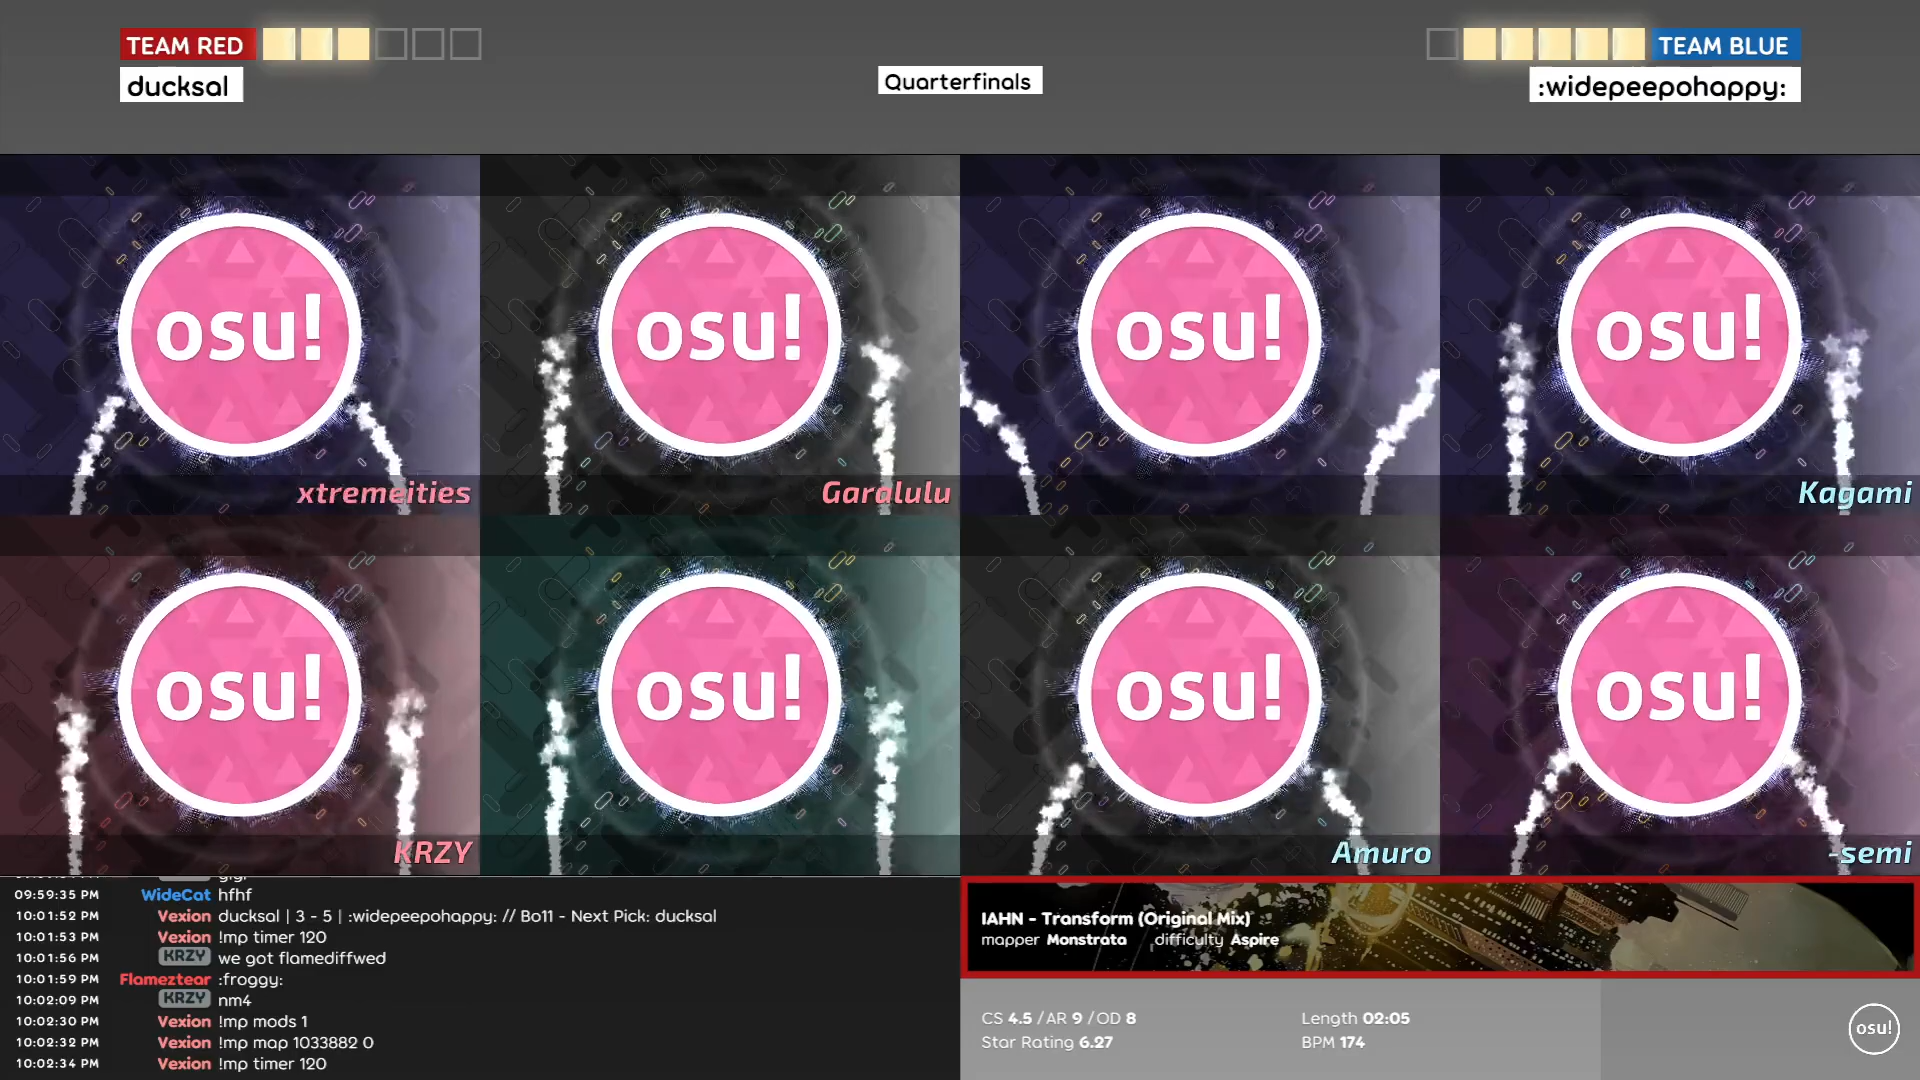 TEAM RED
ducksal
Quarterfinals
TEAM BLUE
:widepeepohappy:
osu!
osu!
osu!
osu!
xtremeities
Garalulu
Kagami
osu!
osu!
osu!
osu!
KRZY
Amuro
-semi
09:59:35 PM WideCat hfhf
10:01:52 PM Vexion ducksal | 3 - 5 | :widepeepohappy: // Bo11 - Next Pick: ducksal
10:01:53 PM Vexion !mp timer 120
10:01:56 PM KRZY we got flamediffwed
10:01:59 PM Flameztear :froggy:
10:02:09 PM KRZY nm4
10:02:30 PM Vexion !mp mods 1
10:02:32 PM Vexion !mp map 1033882 0
10:02:34 PM Vexion !mp timer 120
IAHN - Transform (Original Mix)
mapper Monstrata difficulty Aspire
CS 4.5 / AR 9 / OD 8
Star Rating 6.27
Length 02:05
BPM 174
osu!